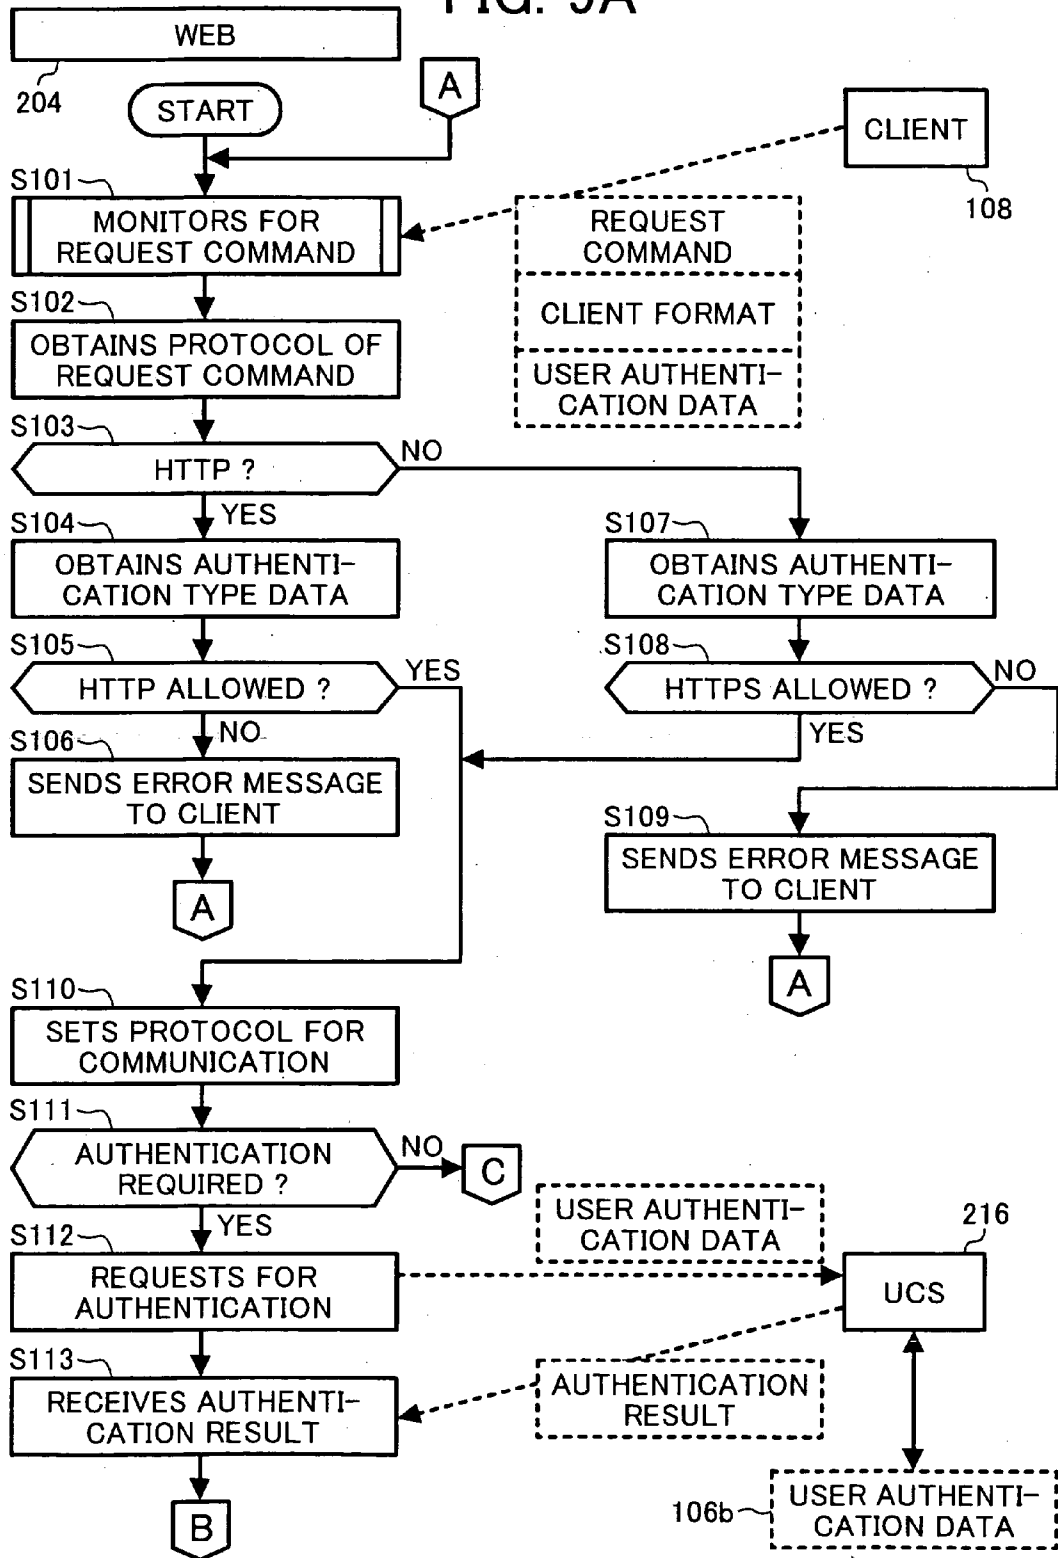 WEB
204
START
A
CLIENT
108
S101
MONITORS FOR
REQUEST COMMAND
REQUEST
COMMAND
CLIENT FORMAT
USER AUTHENTI-
CATION DATA
S102
OBTAINS PROTOCOL OF
REQUEST COMMAND
S103
HTTP ?
NO
YES
S104
OBTAINS AUTHENTI-
CATION TYPE DATA
S107
OBTAINS AUTHENTI-
CATION TYPE DATA
S105
HTTP ALLOWED ?
YES
NO
S108
HTTPS ALLOWED ?
NO
YES
S106
SENDS ERROR MESSAGE
TO CLIENT
A
S109
SENDS ERROR MESSAGE
TO CLIENT
A
S110
SETS PROTOCOL FOR
COMMUNICATION
S111
AUTHENTICATION
REQUIRED ?
NO
C
YES
S112
REQUESTS FOR
AUTHENTICATION
USER AUTHENTI-
CATION DATA
216
UCS
S113
RECEIVES AUTHENTI-
CATION RESULT
AUTHENTICATION
RESULT
B
106b
USER AUTHENTI-
CATION DATA